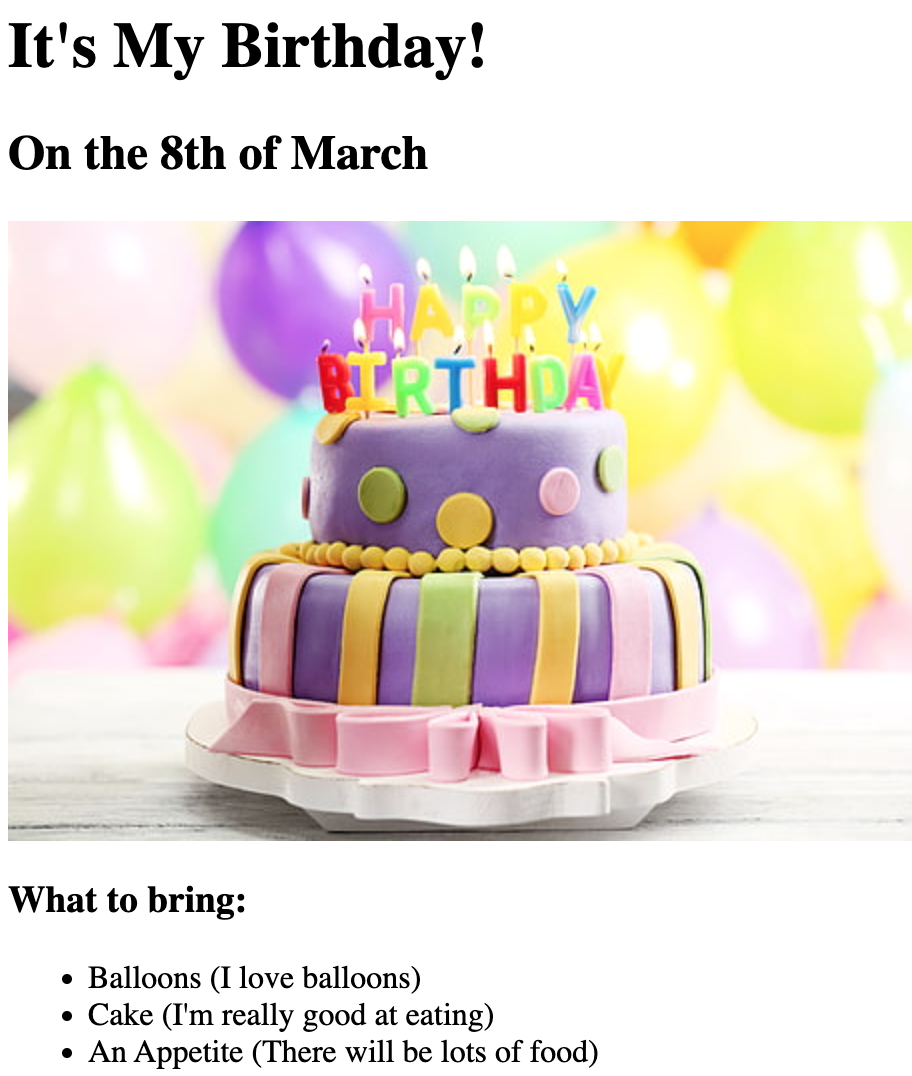 It's My Birthday!
On the 8th of March
HAPPY
BIRTHDAY
What to bring:
Balloons (I love balloons)
Cake (I'm really good at eating)
An Appetite (There will be lots of food)